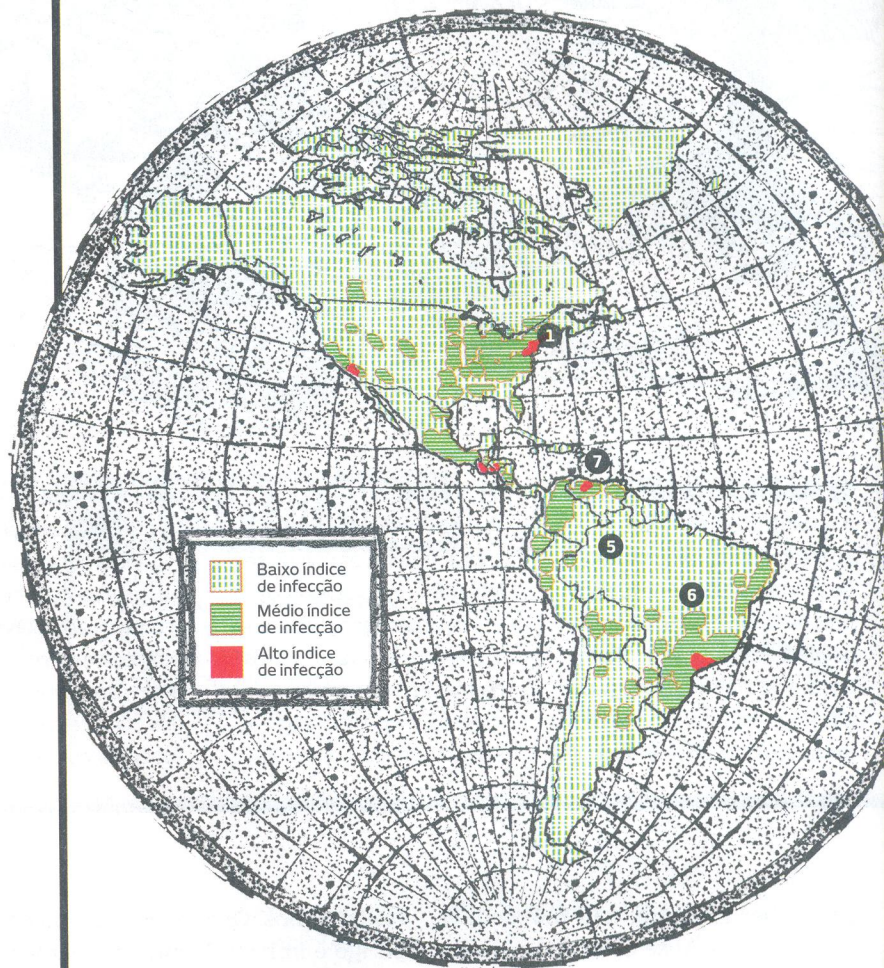 1
7
5
6
Baixo índice
de infecção
Médio índice
de infecção
Alto índice
de infecção